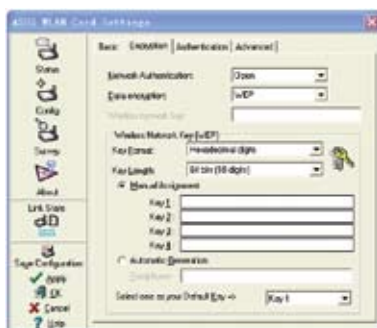 ASUS WLAN Card Settings
Status
Config
Survey
About
Link State
Save Configuration
Apply
OK
Cancel
Help
Basic Encryption Authentication Advanced
Network Authentication: Open
Data encryption: WEP
Wireless Network Key (WEP)
Key Format: Hexadecimal digits
Key Length: 64 bits (10 digits)
Manual Assignment
Key 1
Key 2
Key 3
Key 4
Automatic Generation
Select one as your Default Key => Key 1